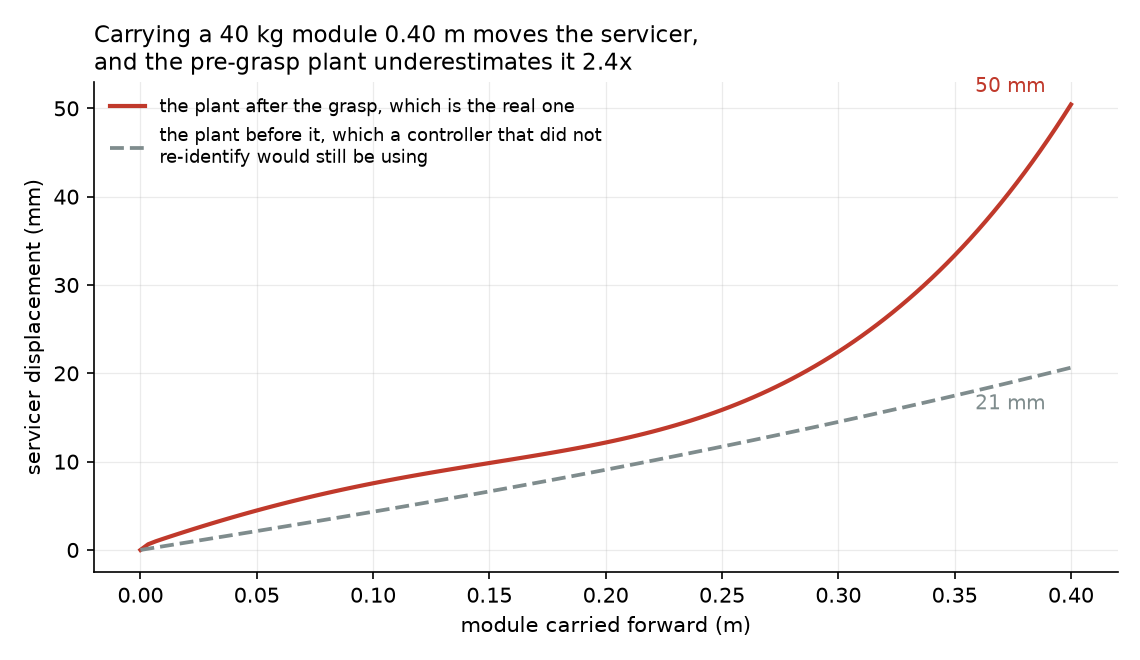 Carrying a 40 kg module 0.40 m moves the servicer,
and the pre-grasp plant underestimates it 2.4x
50 mm
the plant after the grasp, which is the real one
the plant before it, which a controller that did not
re-identify would still be using
21 mm
servicer displacement (mm)
50
40
30
20
10
0
0.00 0.05 0.10 0.15 0.20 0.25 0.30 0.35 0.40
module carried forward (m)